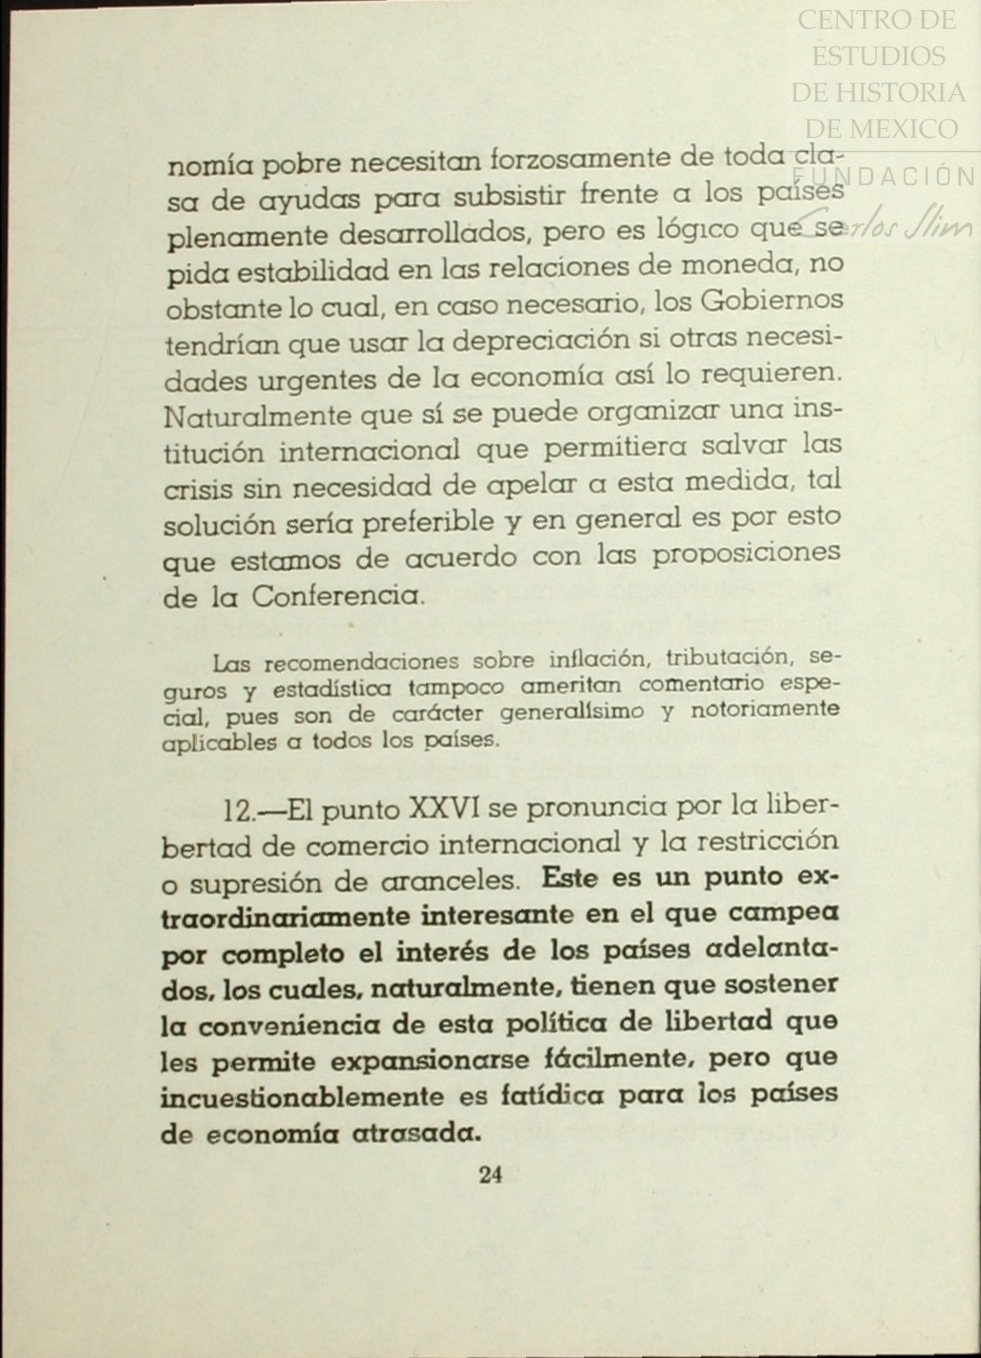 CENTRO DE
ESTUDIOS
DE HISTORIA
DE MEXICO
FUNDACIÓN
Carlos Slim
nomía pobre necesitan forzosamente de toda cla-
sa de ayudas para subsistir frente a los países
plenamente desarrollados, pero es lógico que se
pida estabilidad en las relaciones de moneda, no
obstante lo cual, en caso necesario, los Gobiernos
tendrían que usar la depreciación si otras necesi-
dades urgentes de la economía así lo requieren.
Naturalmente que sí se puede organizar una ins-
titución internacional que permitiera salvar las
crisis sin necesidad de apelar a esta medida, tal
solución sería preferible y en general es por esto
que estamos de acuerdo con las proposiciones
de la Conferencia.
Las recomendaciones sobre inflación, tributación, se-
guros y estadística tampoco ameritan comentario espe-
cial, pues son de carácter generalísimo y notoriamente
aplicables a todos los países.
12.—El punto XXVI se pronuncia por la liber-
bertad de comercio internacional y la restricción
o supresión de aranceles. Este es un punto ex-
traordinariamente interesante en el que campea
por completo el interés de los países adelanta-
dos, los cuales, naturalmente, tienen que sostener
la conveniencia de esta política de libertad que
les permite expansionarse fácilmente, pero que
incuestionablemente es fatídica para los países
de economía atrasada.
24